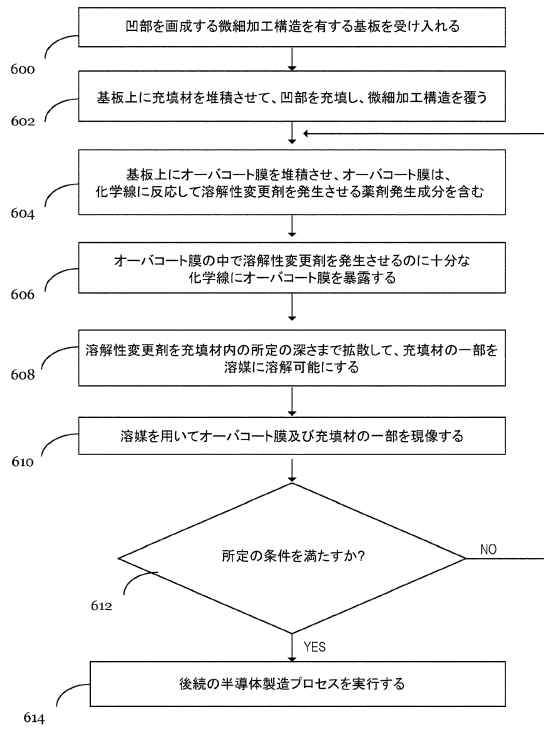 凹部を画成する微細加工構造を有する基板を受け入れる
600
基板上に充填材を堆積させて、凹部を充填し、微細加工構造を覆う
602
基板上にオーバコート膜を堆積させ、オーバコート膜は、
化学線に反応して溶解性変更剤を発生させる薬剤発生成分を含む
604
オーバコート膜の中で溶解性変更剤を発生させるのに十分な
化学線にオーバコート膜を暴露する
606
溶解性変更剤を充填材内の所定の深さまで拡散して、充填材の一部を
溶媒に溶解可能にする
608
溶媒を用いてオーバコート膜及び充填材の一部を現像する
610
所定の条件を満たすか?
NO
612
YES
後続の半導体製造プロセスを実行する
614